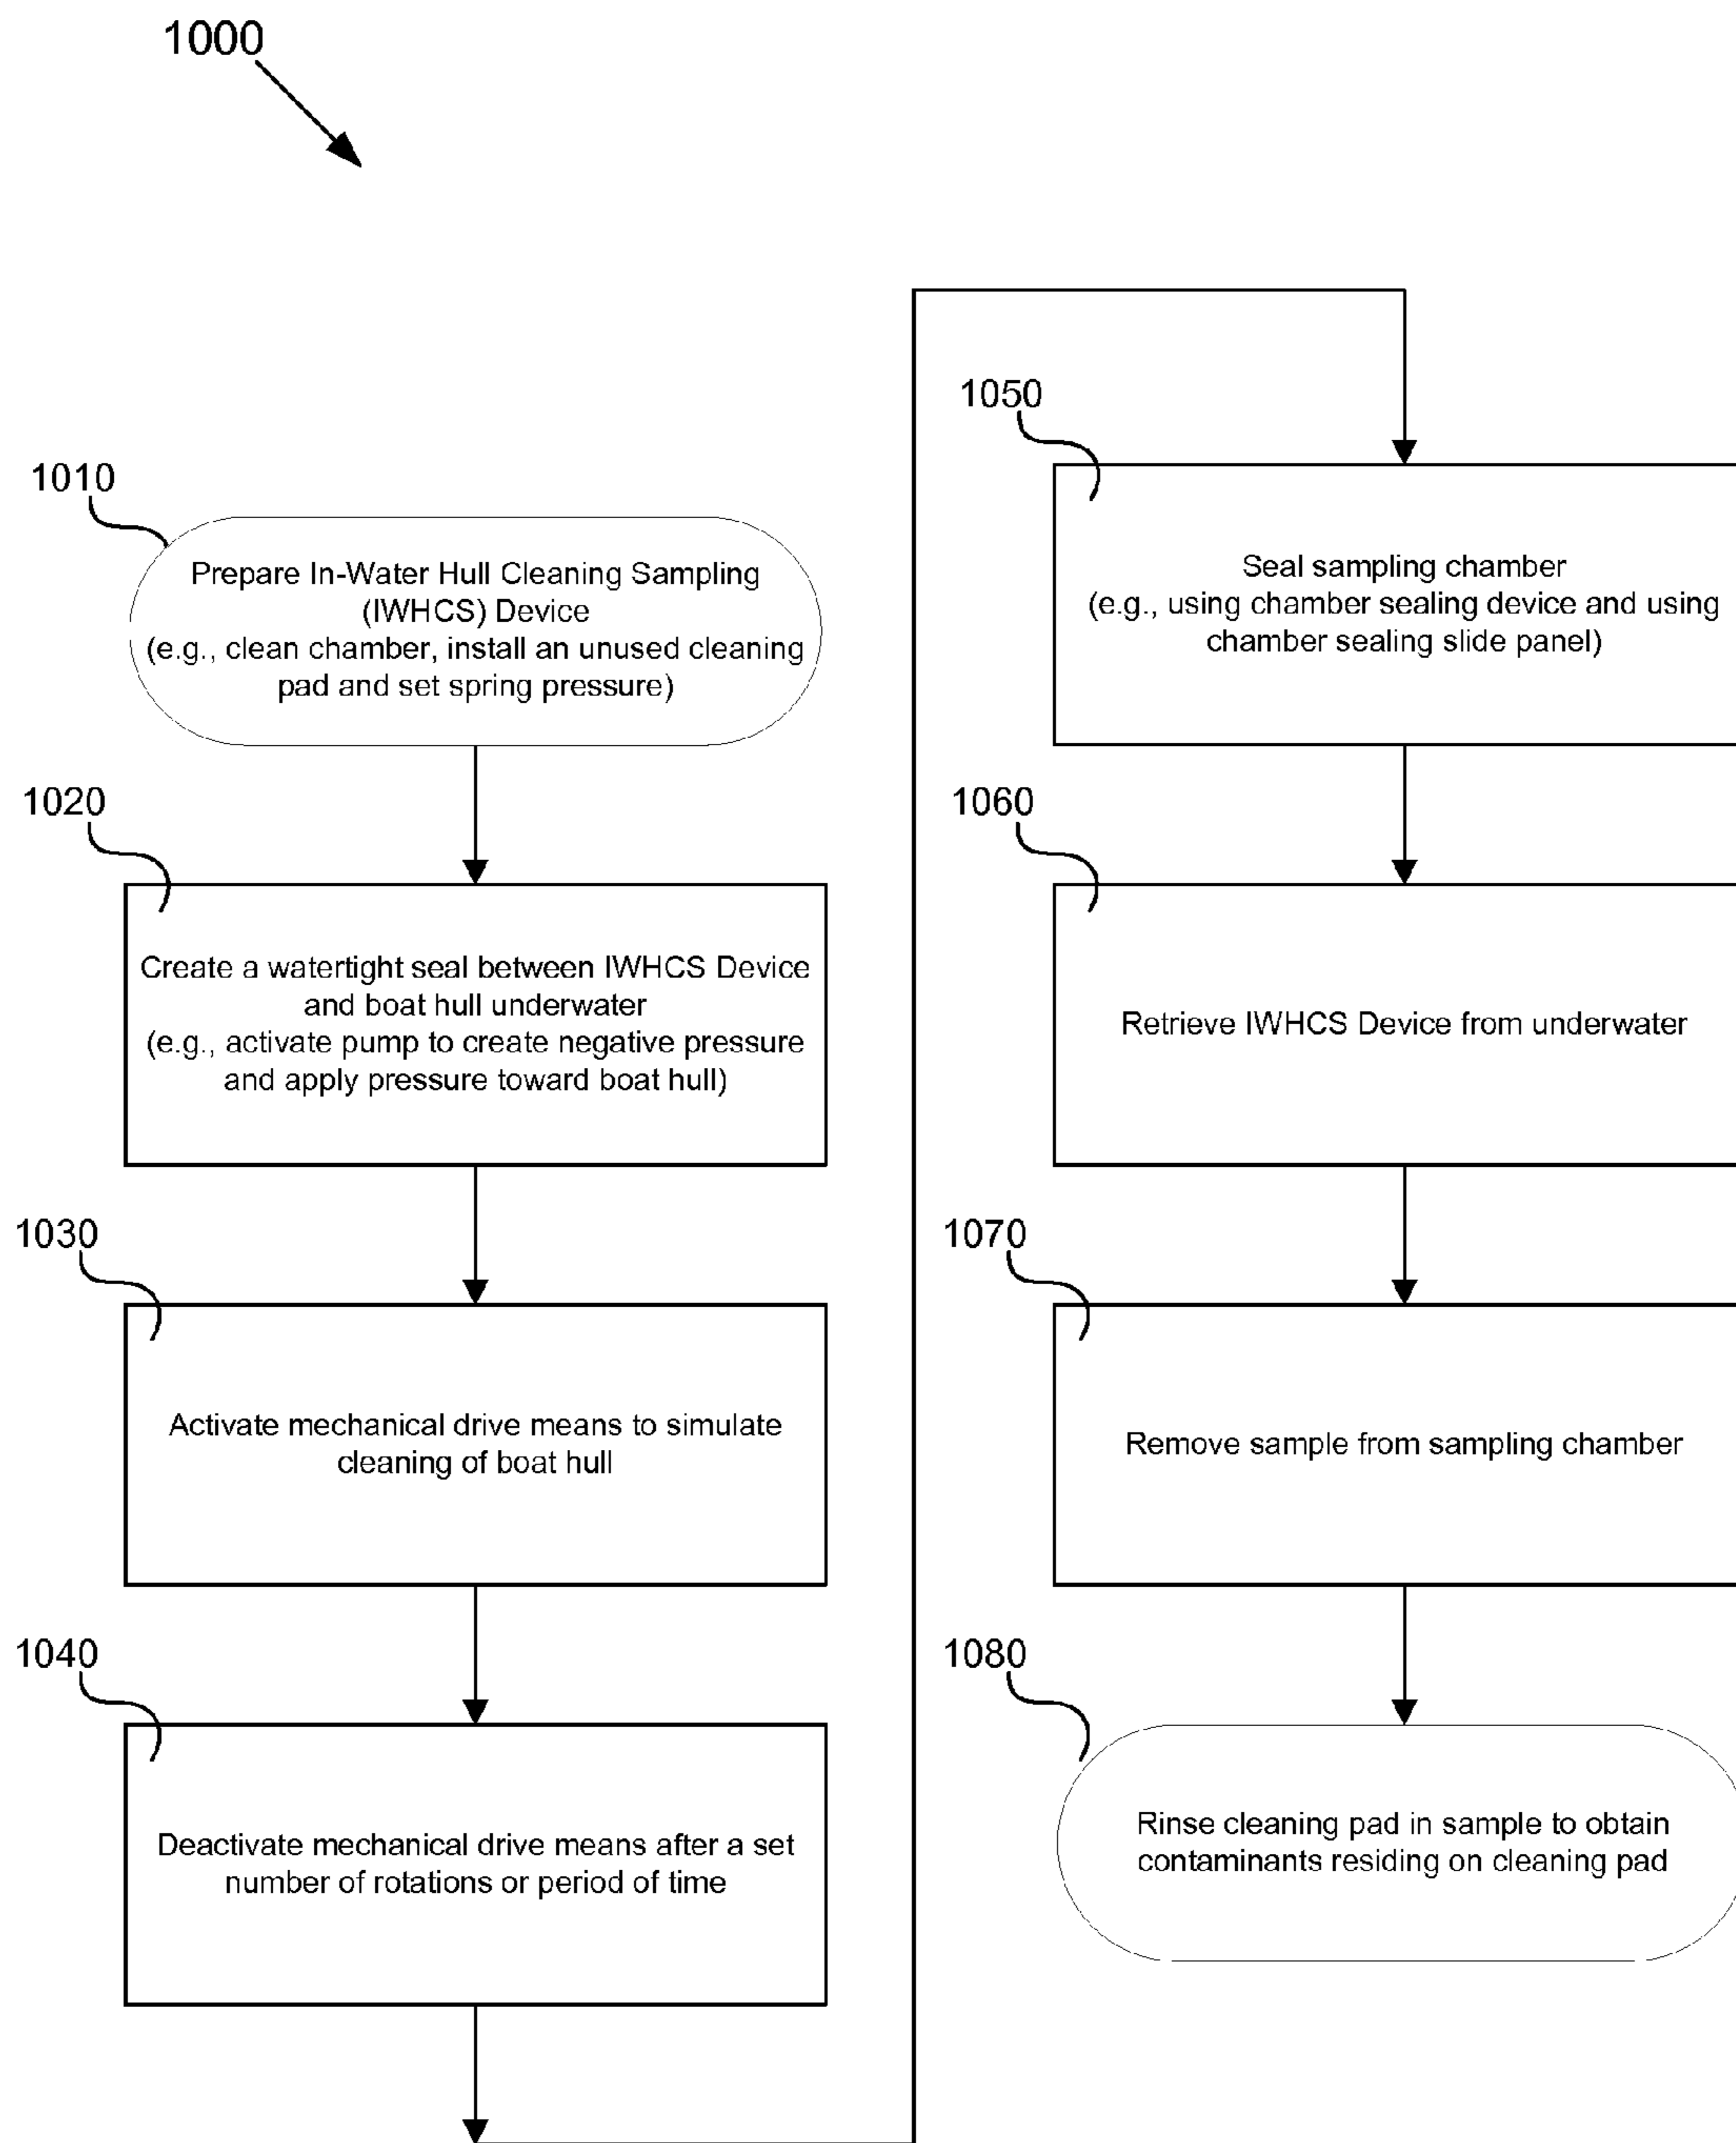 1000
1010
Prepare In-Water Hull Cleaning Sampling
(IWHCS) Device
(e.g., clean chamber, install an unused cleaning
pad and set spring pressure)
1020
Create a watertight seal between IWHCS Device
and boat hull underwater
(e.g., activate pump to create negative pressure
and apply pressure toward boat hull)
1030
Activate mechanical drive means to simulate
cleaning of boat hull
1040
Deactivate mechanical drive means after a set
number of rotations or period of time
1050
Seal sampling chamber
(e.g., using chamber sealing device and using
chamber sealing slide panel)
1060
Retrieve IWHCS Device from underwater
1070
Remove sample from sampling chamber
1080
Rinse cleaning pad in sample to obtain
contaminants residing on cleaning pad